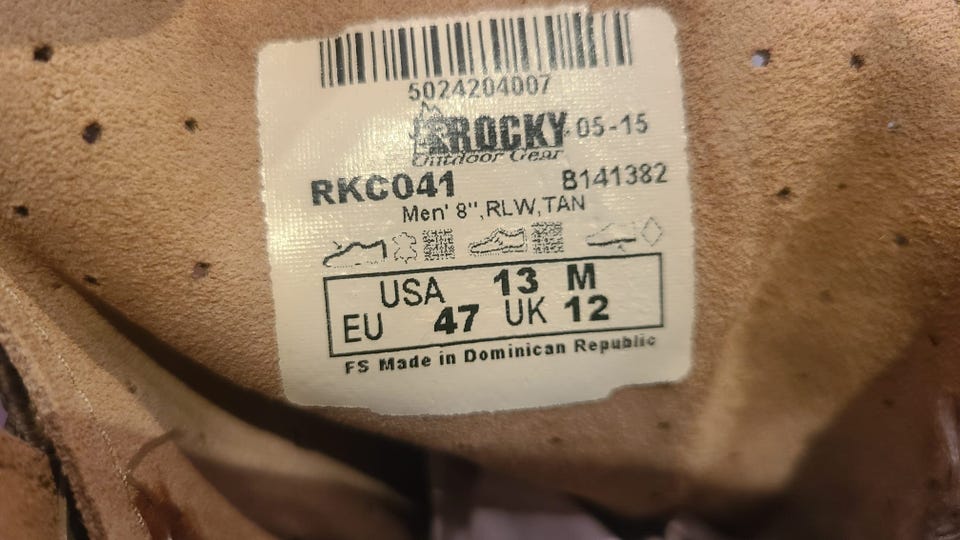 5024204007
ROCKY 05-15
Outdoor Gear
RKC041 B141382
Men' 8",RLW,TAN
USA 13 M
EU 47 UK 12
FS Made in Dominican Republic